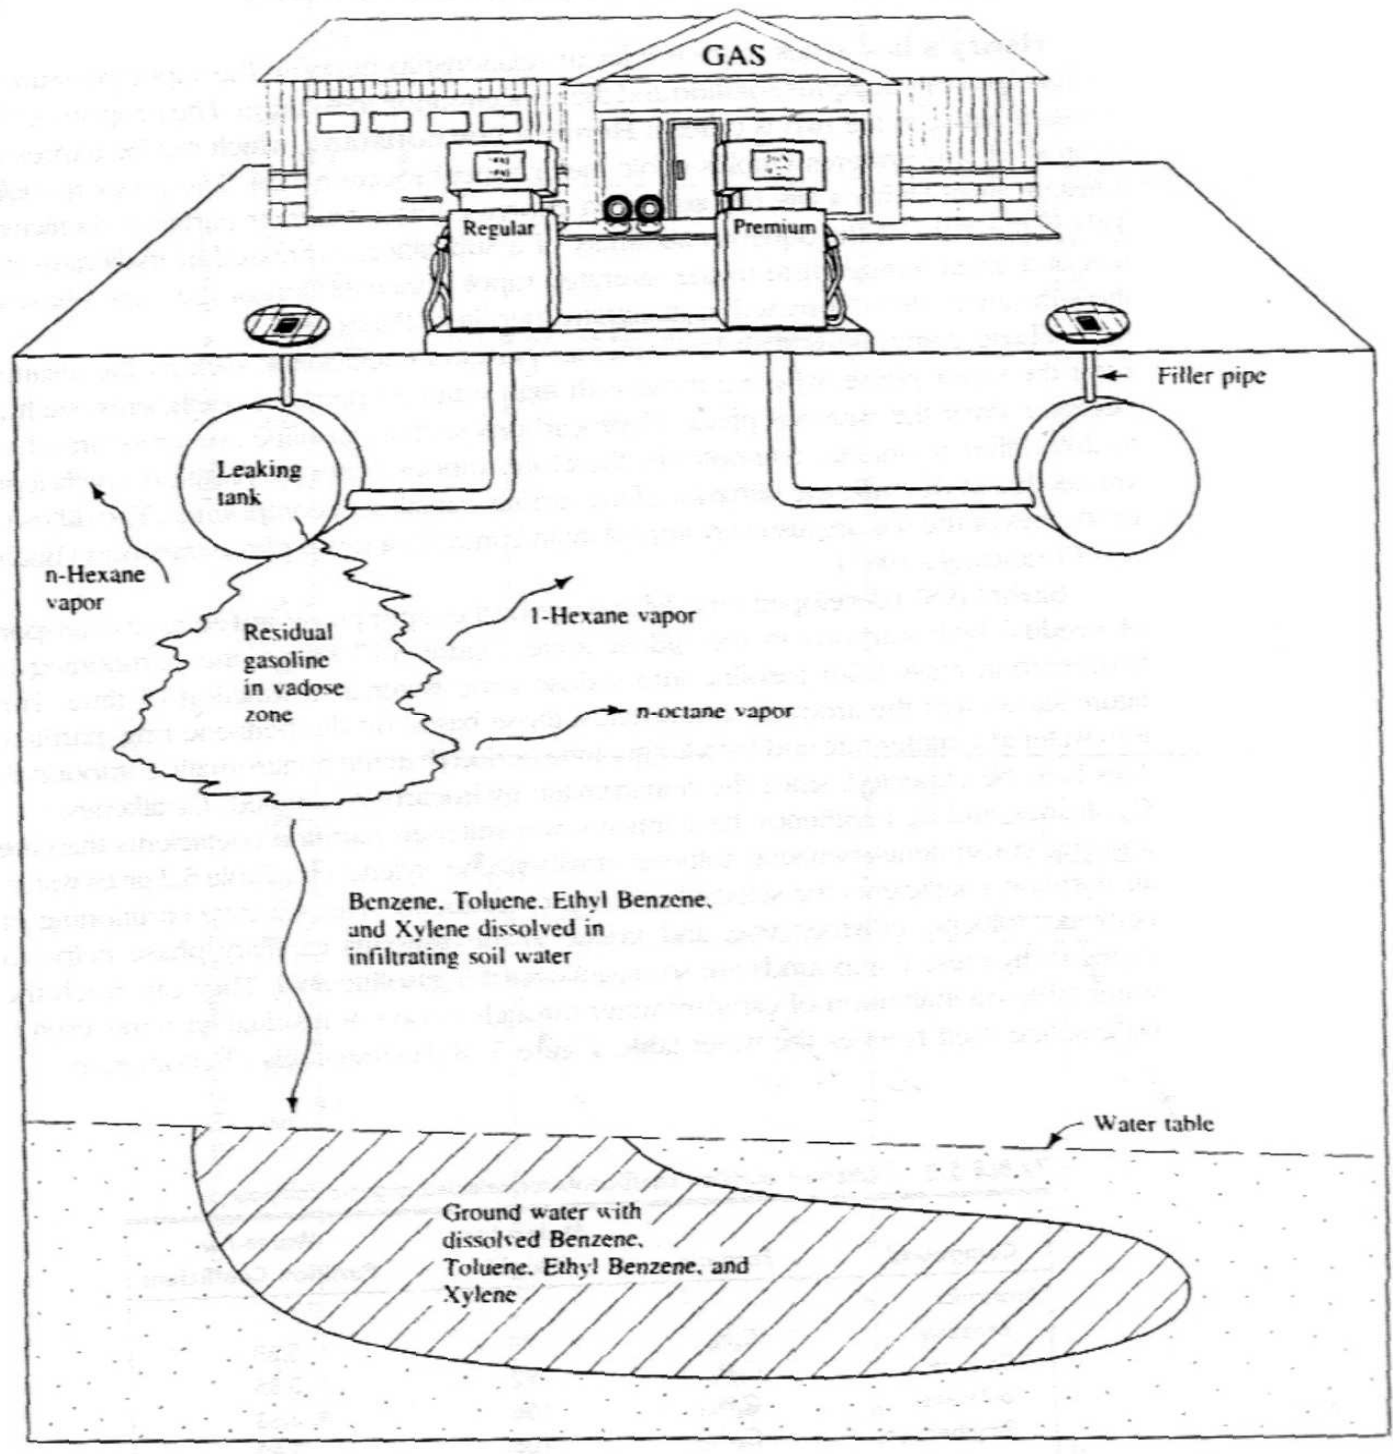 GAS
Regular
Premium
Filler pipe
Leaking
tank
n-Hexane
vapor
1-Hexane vapor
Residual
gasoline
in vadose
zone
n-octane vapor
Benzene, Toluene, Ethyl Benzene,
and Xylene dissolved in
infiltrating soil water
Water table
Ground water with
dissolved Benzene,
Toluene, Ethyl Benzene, and
Xylene